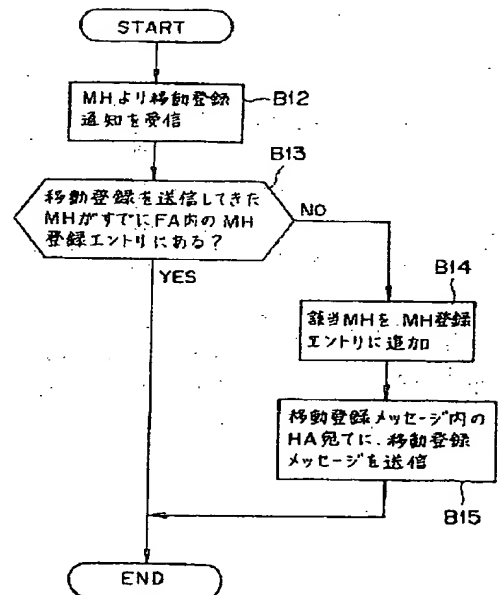 START
MHより移動登録
通知を受信
B12
B13
移動登録を送信してきた
MHがすでにFA内のMH
登録エントリにある?
NO
YES
B14
該当MHを、MH登録
エントリに追加
移動登録メッセージ内の
HA宛てに、移動登録
メッセージを送信
B15
END